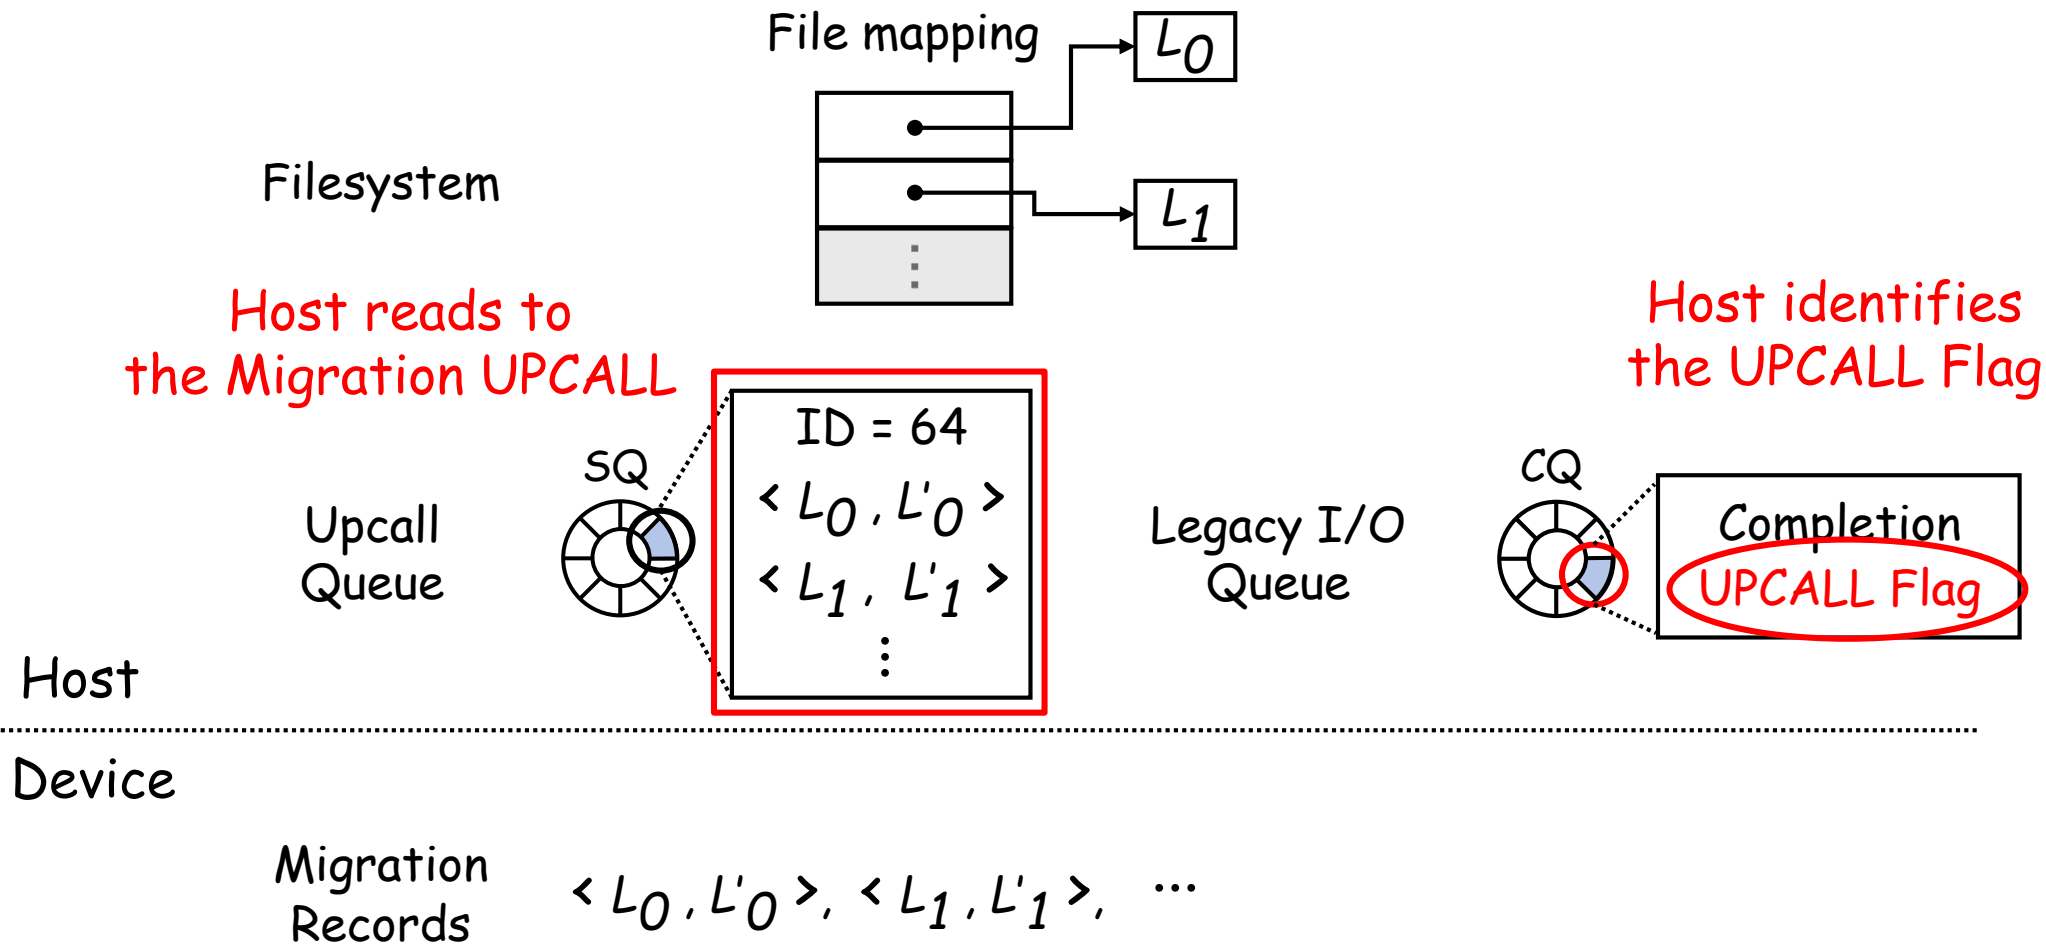 File mapping
L0
Filesystem
L1
Host reads to
the Migration UPCALL
Host identifies
the UPCALL Flag
ID = 64
SQ
< L0 , L'0 >
Upcall
Queue
< L1 , L'1 >
⋮
Legacy I/O
Queue
CQ
Completion
UPCALL Flag
Host
Device
Migration
Records
< L0 , L'0 >, < L1 , L'1 >, ...